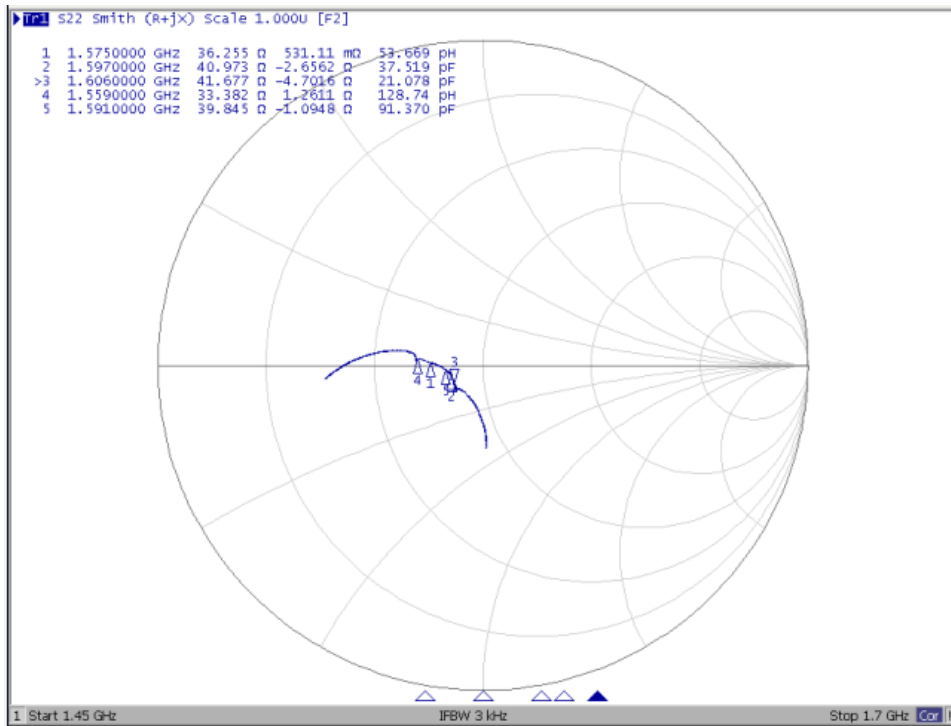 Tr1 S22 Smith (R+jX) Scale 1.000U [F2]
1 1.5750000 GHz 36.255 Ω 531.11 mΩ 53.669 pH
2 1.5970000 GHz 40.973 Ω -2.6562 Ω 37.519 pF
>3 1.6060000 GHz 41.677 Ω -4.7016 Ω 21.078 pF
4 1.5590000 GHz 33.382 Ω 1.2611 Ω 128.74 pH
5 1.5910000 GHz 39.845 Ω -1.0948 Ω 91.370 pF
3
4 1 5
2
1 Start 1.45 GHz IFBW 3 kHz Stop 1.7 GHz Cor